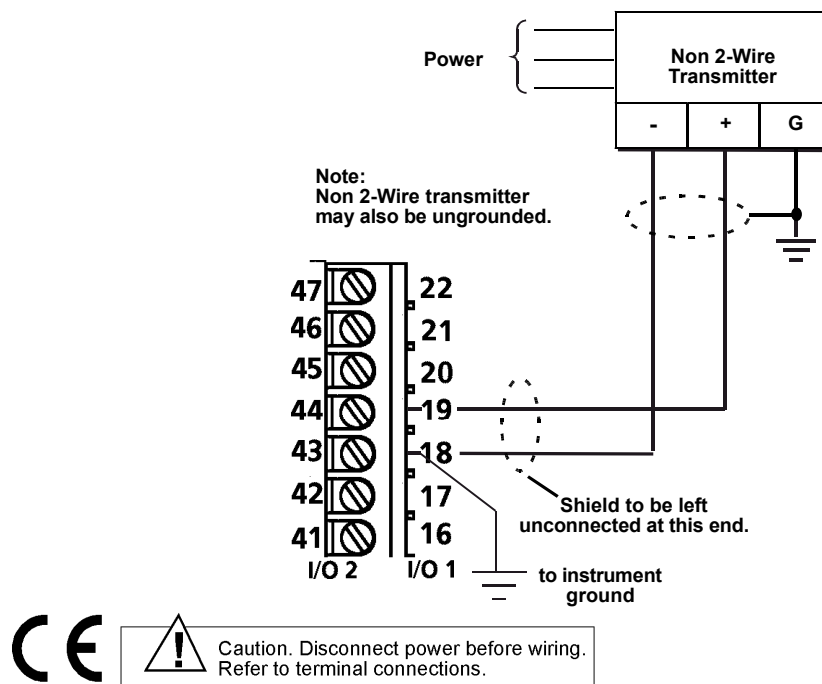 Power
Non 2-Wire
Transmitter
- + G
Note:
Non 2-Wire transmitter
may also be ungrounded.
47 22
46 21
45 20
44 19
43 18
42 17
41 16
I/O 2 I/O 1
Shield to be left
unconnected at this end.
to instrument
ground
CE
! Caution. Disconnect power before wiring.
Refer to terminal connections.